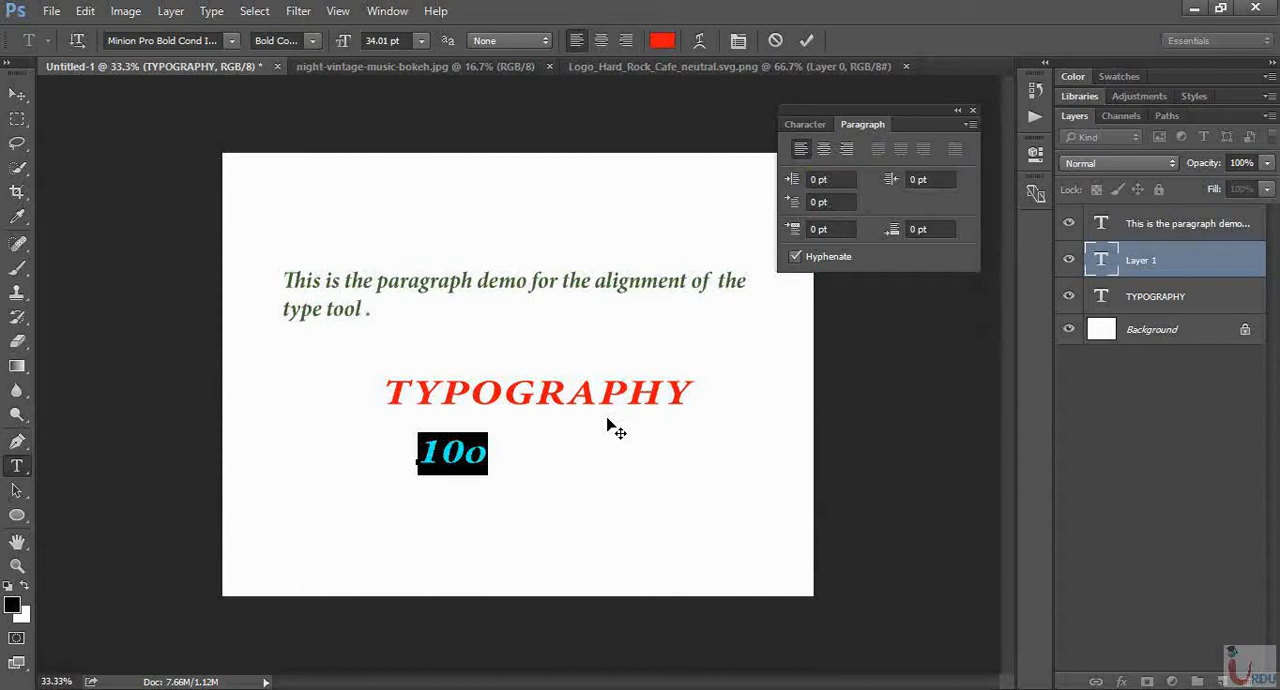 Ps File Edit Image Layer Type Select Filter View Window Help
T T Minion Pro Bold Cond I... Bold Co... 34.01 pt aa None Essentials
Untitled-1 @ 33.3% (TYPOGRAPHY, RGB/8) * × night-vintage-music-bokeh.jpg @ 16.7% (RGB/8) × Logo_Hard_Rock_Cafe_neutral.svg.png @ 66.7% (Layer 0, RGB/8#) ×
Color Swatches
Libraries Adjustments Styles
Layers Channels Paths
Kind T
Normal Opacity: 100%
Lock: Fill: 100%
T This is the paragraph demo...
T Layer 1
T TYPOGRAPHY
Background
Character Paragraph
0 pt 0 pt
0 pt
0 pt 0 pt
Hyphenate
This is the paragraph demo for the alignment of the
type tool .
TYPOGRAPHY
10o
T
33.33% Doc: 7.66M/1.12M
fx
URDU